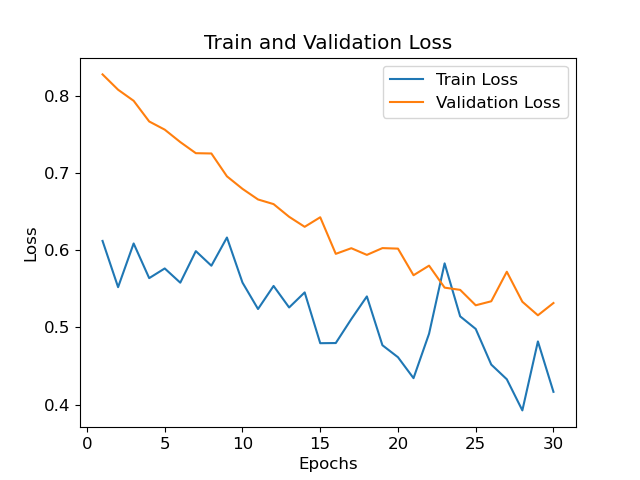 Train and Validation Loss
Train Loss
Validation Loss
0.8
0.7
0.6
0.5
0.4
Loss
0 5 10 15 20 25 30
Epochs